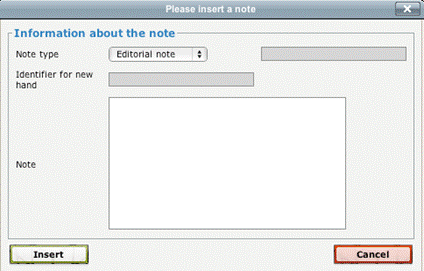 Please insert a note
Information about the note
Note type
Editorial note
Identifier for new
hand
Note
Insert
Cancel